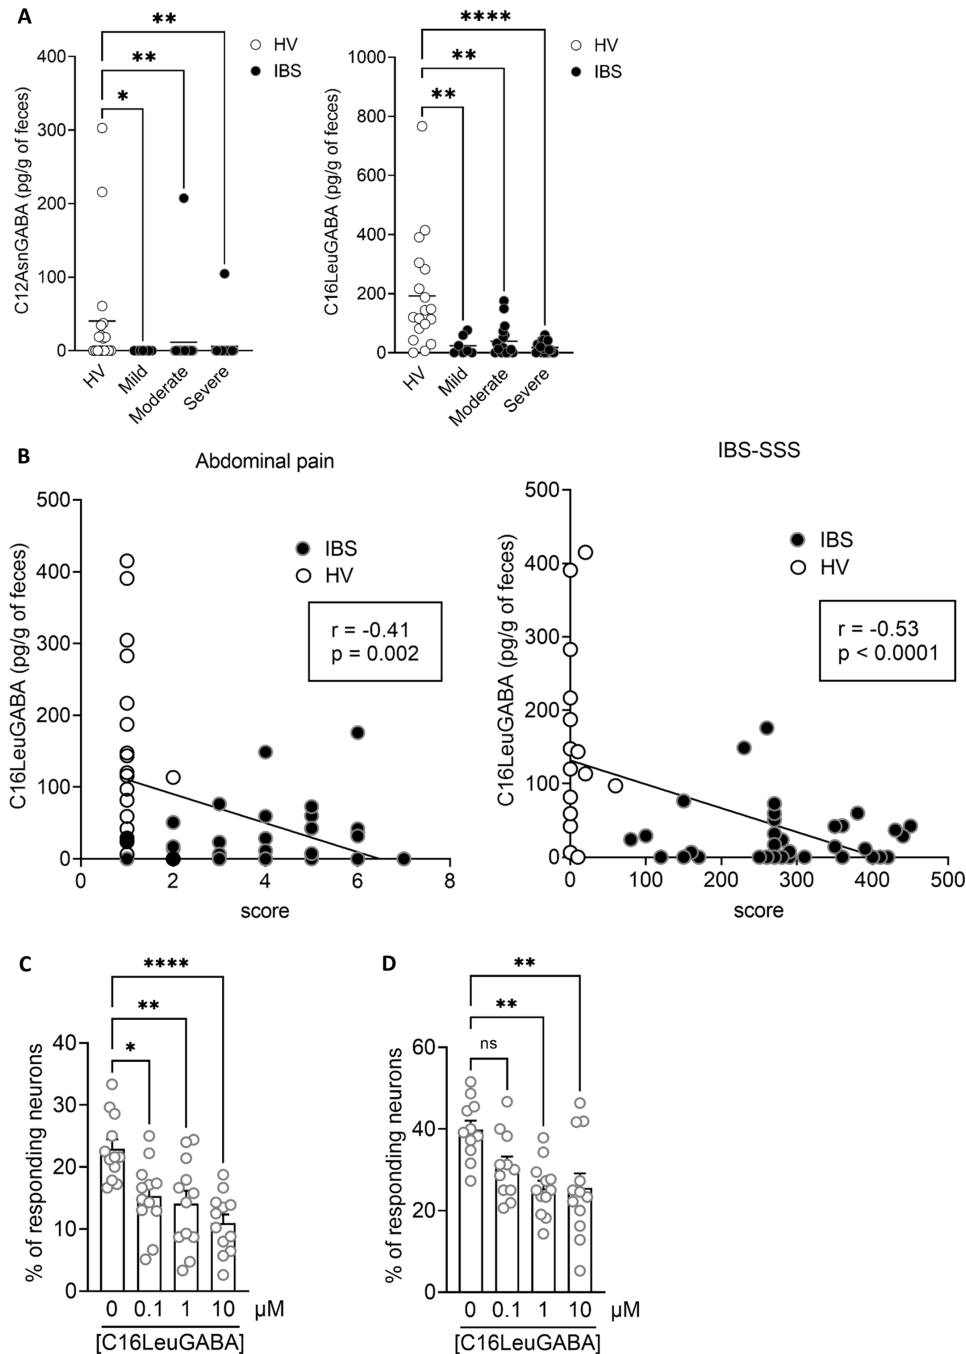 A
**
**
*
HV
IBS
C12AsnGABA (pg/g of feces)
400
300
200
100
0
HV
Mild
Moderate
Severe
****
**
**
HV
IBS
C16LeuGABA (pg/g of feces)
1000
800
600
400
200
0
HV
Mild
Moderate
Severe
B
Abdominal pain
C16LeuGABA (pg/g of feces)
500
400
300
200
100
0
IBS
HV
r = -0.41
p = 0.002
0 2 4 6 8
score
IBS-SSS
C16LeuGABA (pg/g of feces)
500
400
300
200
100
0
IBS
HV
r = -0.53
p < 0.0001
0 100 200 300 400 500
score
C
****
**
*
% of responding neurons
40
30
20
10
0
0 0.1 1 10 μM
[C16LeuGABA]
D
**
**
ns
% of responding neurons
60
40
20
0
0 0.1 1 10 μM
[C16LeuGABA]